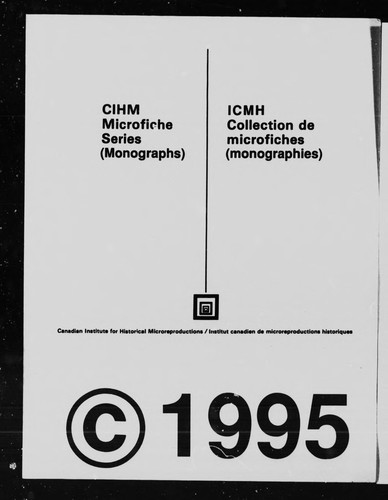 CIHM
Microfiche
Series
(Monographs)
ICMH
Collection de
microfiches
(monographies)
Canadian Institute for Historical Microreproductions / Institut canadien de microreproductions historiques
© 1995